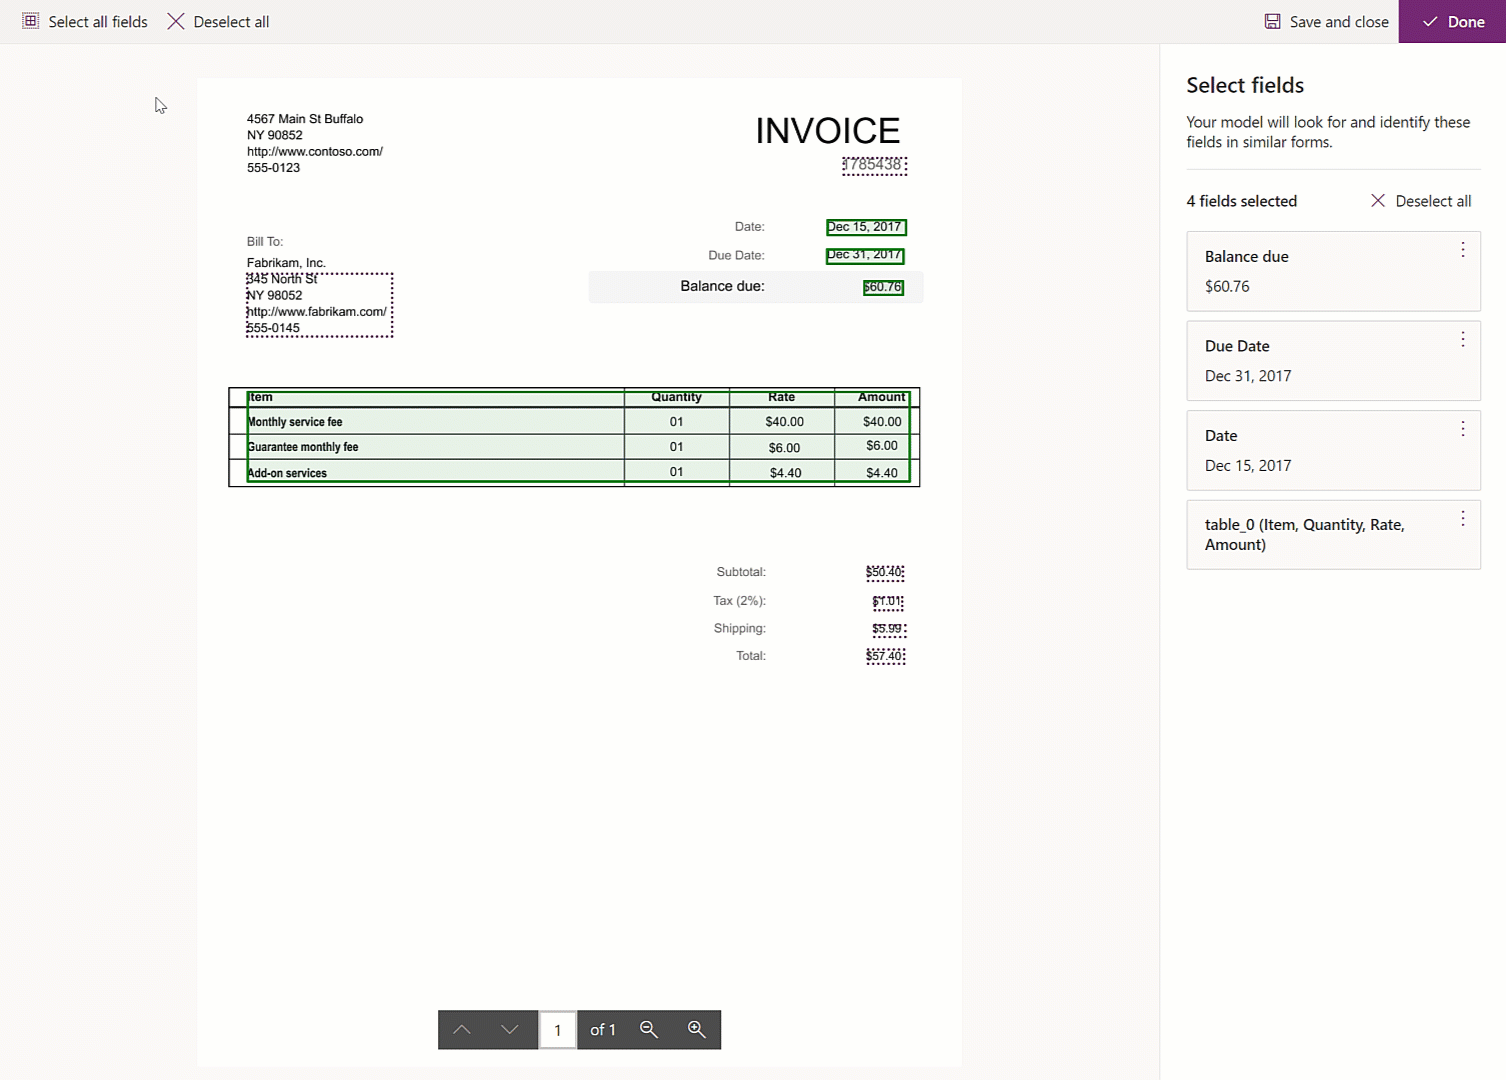 Select all fields
Deselect all
Save and close
Done
4567 Main St Buffalo
NY 90852
http://www.contoso.com/
555-0123
INVOICE
1785438
Date: Dec 15, 2017
Due Date: Dec 31, 2017
Balance due: $60.76
Bill To:
Fabrikam, Inc.
345 North St
NY 98052
http://www.fabrikam.com/
555-0145
Item Quantity Rate Amount
Monthly service fee 01 $40.00 $40.00
Guarantee monthly fee 01 $6.00 $6.00
Add-on services 01 $4.40 $4.40
Subtotal: $50.40
Tax (2%): $1.01
Shipping: $5.99
Total: $57.40
1 of 1
Select fields
Your model will look for and identify these
fields in similar forms.
4 fields selected
Deselect all
Balance due
$60.76
Due Date
Dec 31, 2017
Date
Dec 15, 2017
table_0 (Item, Quantity, Rate,
Amount)